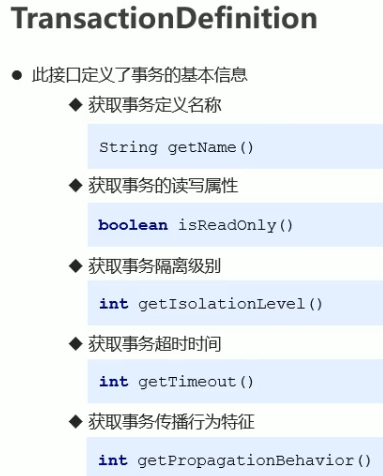 TransactionDefinition
● 此接口定义了事务的基本信息
◆ 获取事务定义名称
String getName()
◆ 获取事务的读写属性
boolean isReadOnly()
◆ 获取事务隔离级别
int getIsolationLevel()
◆ 获取事务超时时间
int getTimeout()
◆ 获取事务传播行为特征
int getPropagationBehavior()